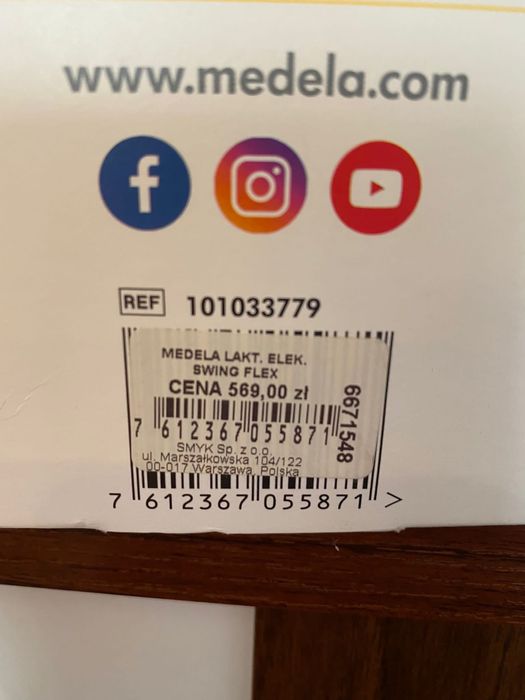 www.medela.com
REF 101033779
MEDELA LAKT. ELEK.
SWING FLEX
CENA 569,00 zł
6671548
7 612367 055871
SMYK Sp. z o.o.
ul. Marszałkowska 104/122
00-017 Warszawa, Polska
7 612367 055871 >